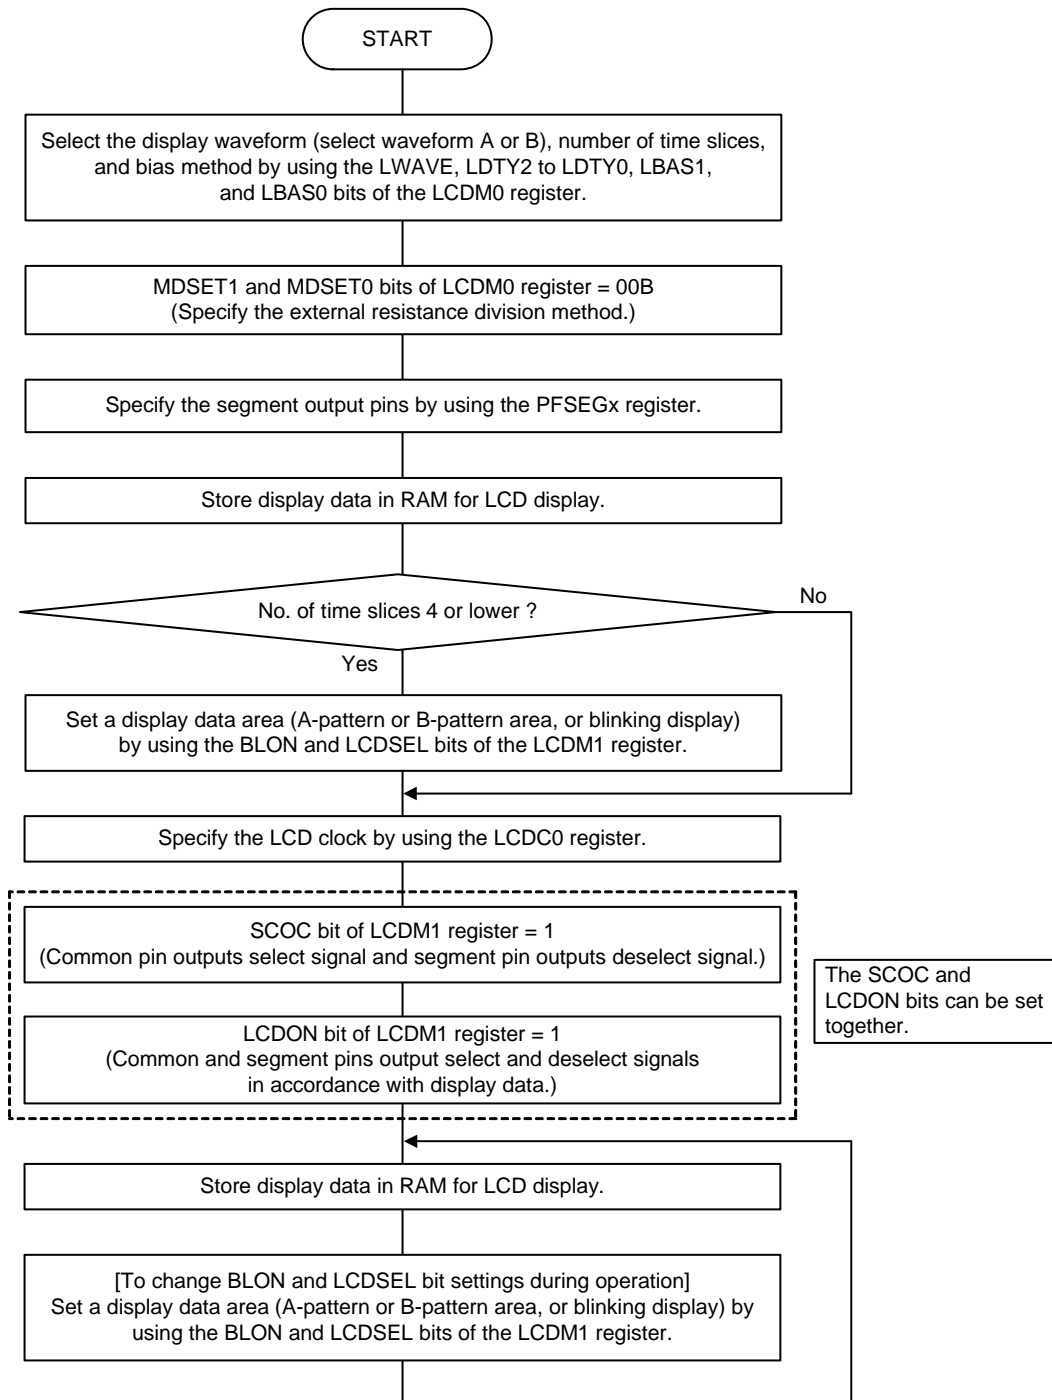 START
Select the display waveform (select waveform A or B), number of time slices,
and bias method by using the LWAVE, LDTY2 to LDTY0, LBAS1,
and LBAS0 bits of the LCDM0 register.
MDSET1 and MDSET0 bits of LCDM0 register = 00B
(Specify the external resistance division method.)
Specify the segment output pins by using the PFSEGx register.
Store display data in RAM for LCD display.
No. of time slices 4 or lower ?
No
Yes
Set a display data area (A-pattern or B-pattern area, or blinking display)
by using the BLON and LCDSEL bits of the LCDM1 register.
Specify the LCD clock by using the LCDC0 register.
SCOC bit of LCDM1 register = 1
(Common pin outputs select signal and segment pin outputs deselect signal.)
LCDON bit of LCDM1 register = 1
(Common and segment pins output select and deselect signals
in accordance with display data.)
The SCOC and
LCDON bits can be set
together.
Store display data in RAM for LCD display.
[To change BLON and LCDSEL bit settings during operation]
Set a display data area (A-pattern or B-pattern area, or blinking display) by
using the BLON and LCDSEL bits of the LCDM1 register.